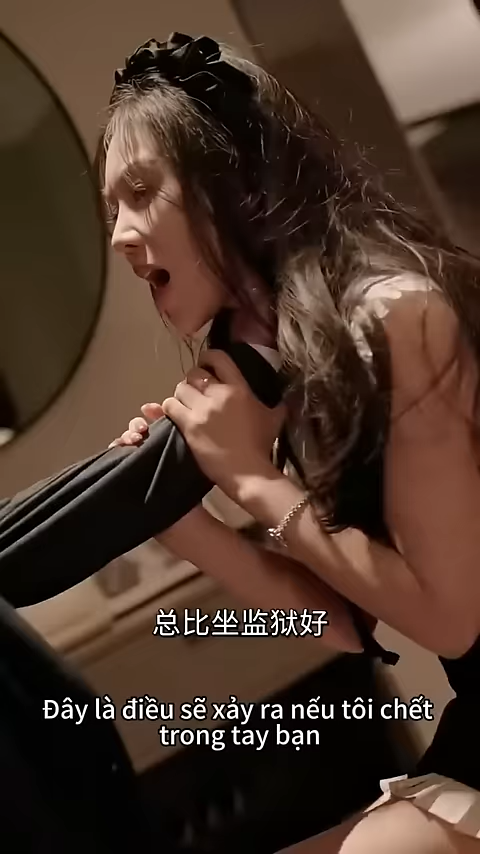 总比坐监狱好
Đây là điều sẽ xảy ra nếu tôi chết
trong tay bạn